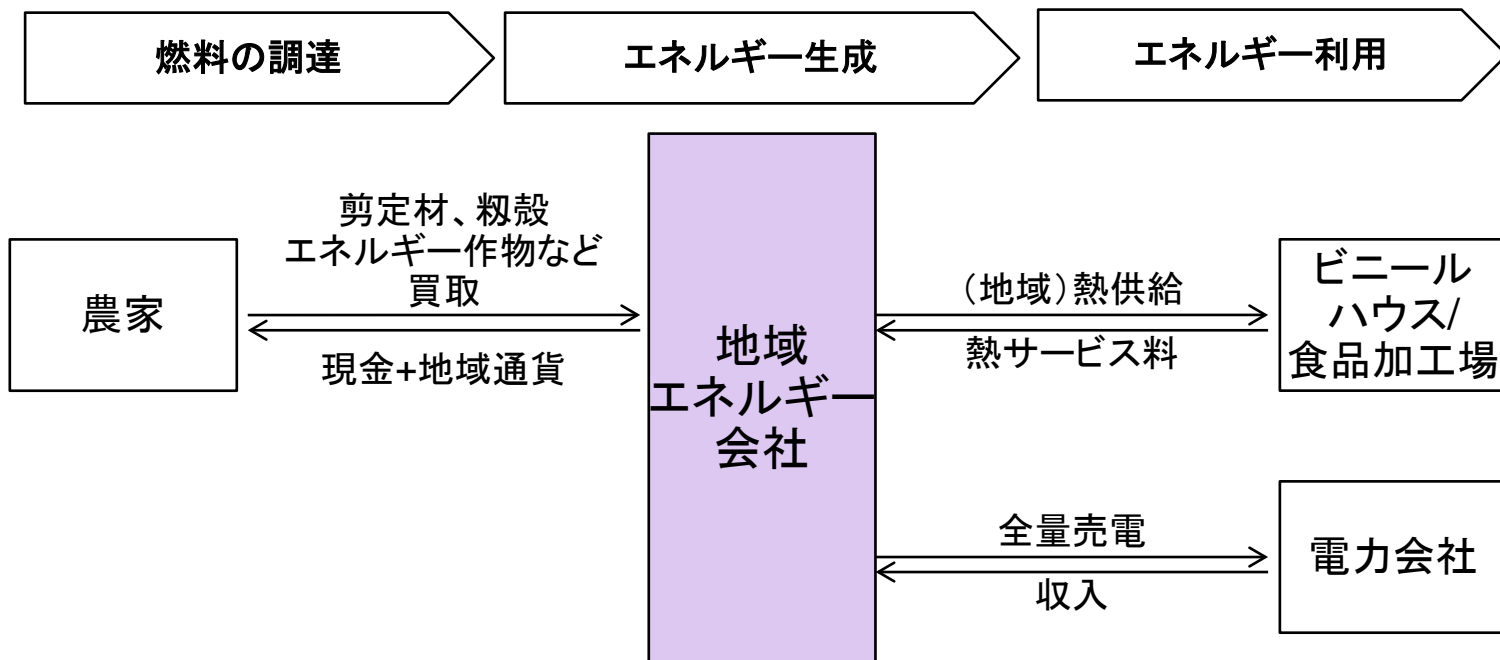 燃料の調達
エネルギー生成
エネルギー利用
剪定材、籾殻
エネルギー作物など
買取
農家
現金+地域通貨
地域
エネルギー
会社
（地域）熱供給
熱サービス料
ビニール
ハウス/
食品加工場
全量売電
収入
電力会社